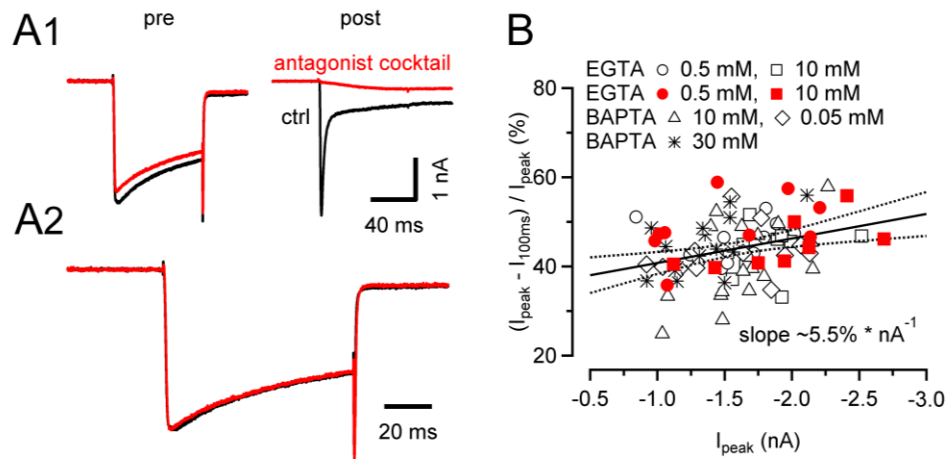 A1
pre
post
antagonist cocktail
ctrl
1 nA
40 ms
A2
20 ms
B
EGTA 0.5 mM, 10 mM
EGTA 0.5 mM, 10 mM
BAPTA 10 mM, 0.05 mM
BAPTA 30 mM
(I_peak - I_100ms) / I_peak (%)
80
60
40
20
slope ~5.5% * nA⁻¹
-0.5 -1.0 -1.5 -2.0 -2.5 -3.0
I_peak (nA)